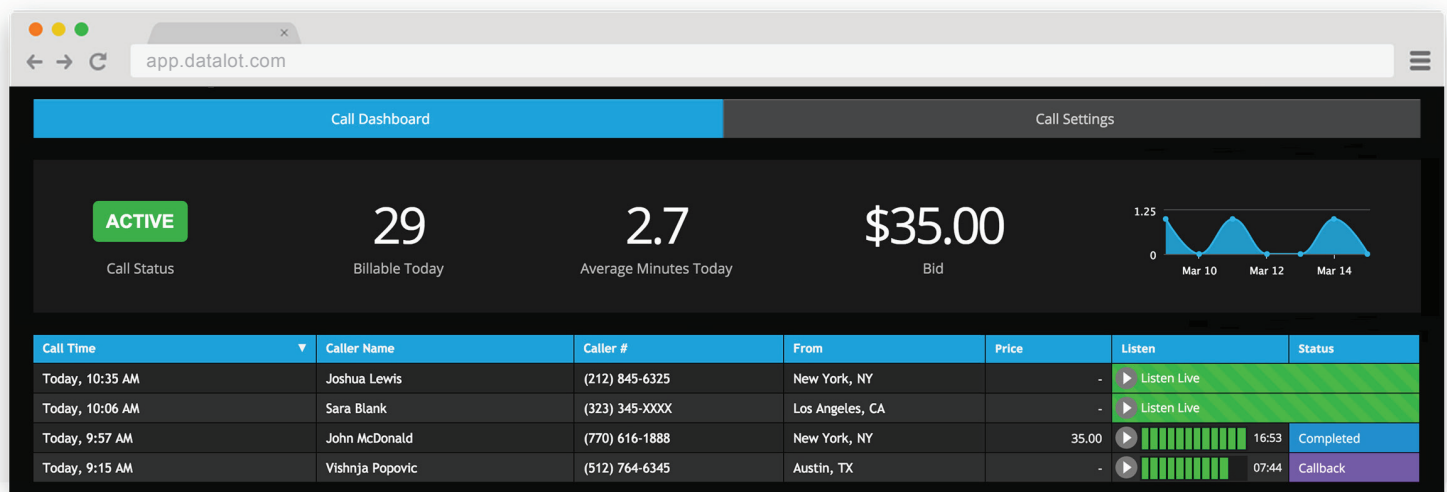 app.datalot.com
Call Dashboard Call Settings
ACTIVE 29 2.7 $35.00
Call Status Billable Today Average Minutes Today Bid
1.25
0
Mar 10 Mar 12 Mar 14
Call Time Caller Name Caller # From Price Listen Status
Today, 10:35 AM Joshua Lewis (212) 845-6325 New York, NY - Listen Live
Today, 10:06 AM Sara Blank (323) 345-XXXX Los Angeles, CA - Listen Live
Today, 9:57 AM John McDonald (770) 616-1888 New York, NY 35.00 16:53 Completed
Today, 9:15 AM Vishnja Popovic (512) 764-6345 Austin, TX - 07:44 Callback